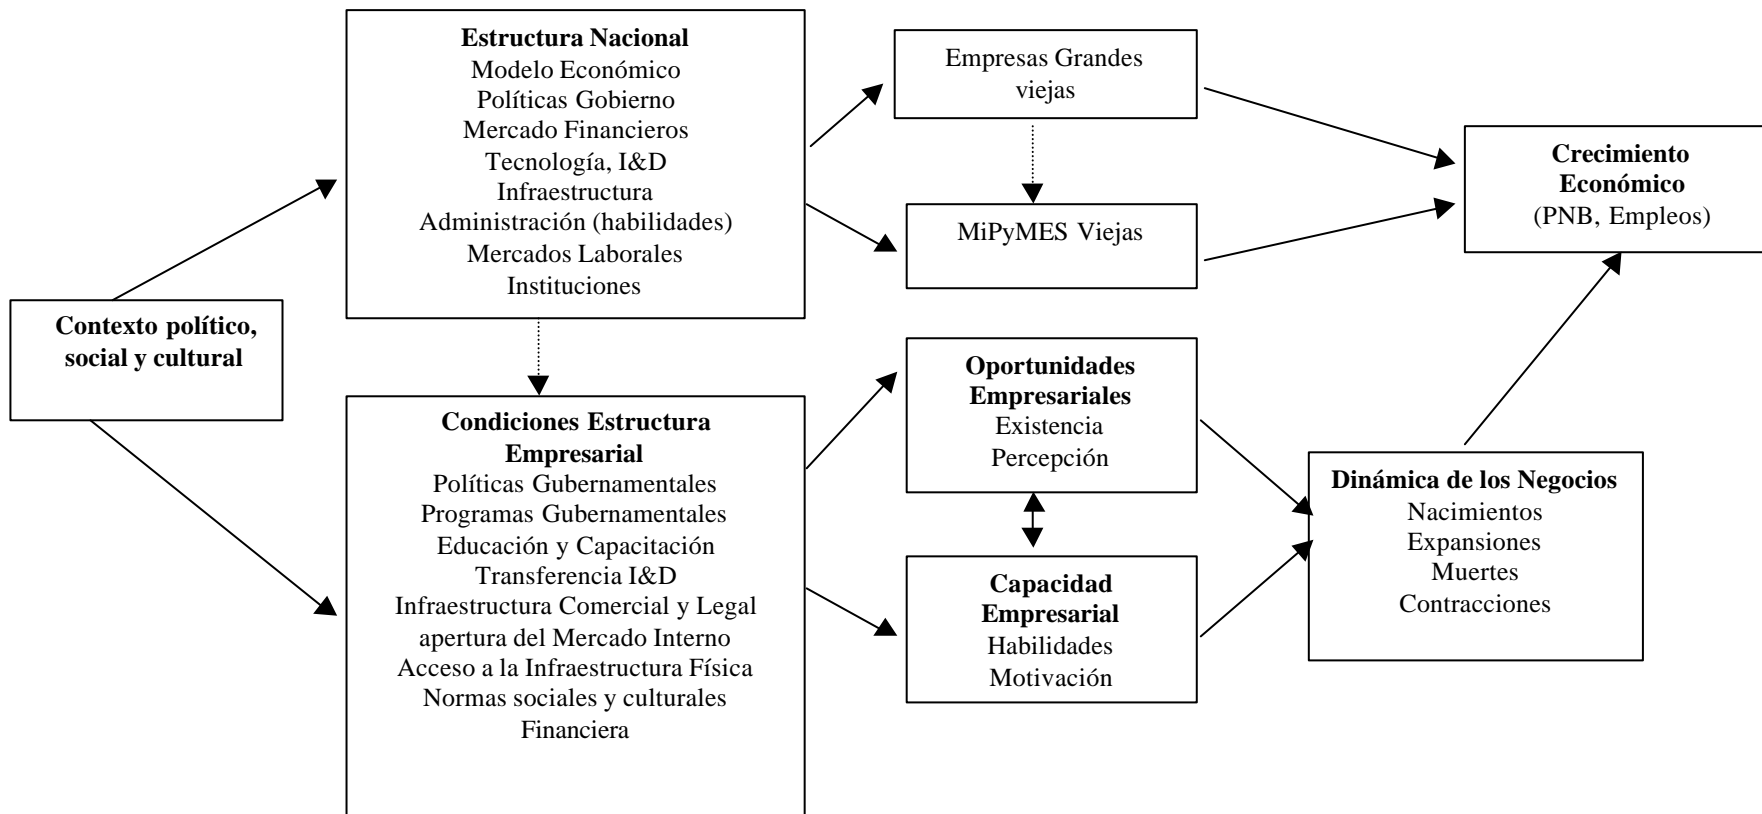 Estructura Nacional
Modelo Económico
Políticas Gobierno
Mercado Financieros
Tecnología, I&D
Infraestructura
Administración (habilidades)
Mercados Laborales
Instituciones
Empresas Grandes
viejas
MiPyMES Viejas
Crecimiento
Económico
(PNB, Empleos)
Contexto político,
social y cultural
Condiciones Estructura
Empresarial
Políticas Gubernamentales
Programas Gubernamentales
Educación y Capacitación
Transferencia I&D
Infraestructura Comercial y Legal
apertura del Mercado Interno
Acceso a la Infraestructura Física
Normas sociales y culturales
Financiera
Oportunidades
Empresariales
Existencia
Percepción
Capacidad
Empresarial
Habilidades
Motivación
Dinámica de los Negocios
Nacimientos
Expansiones
Muertes
Contracciones